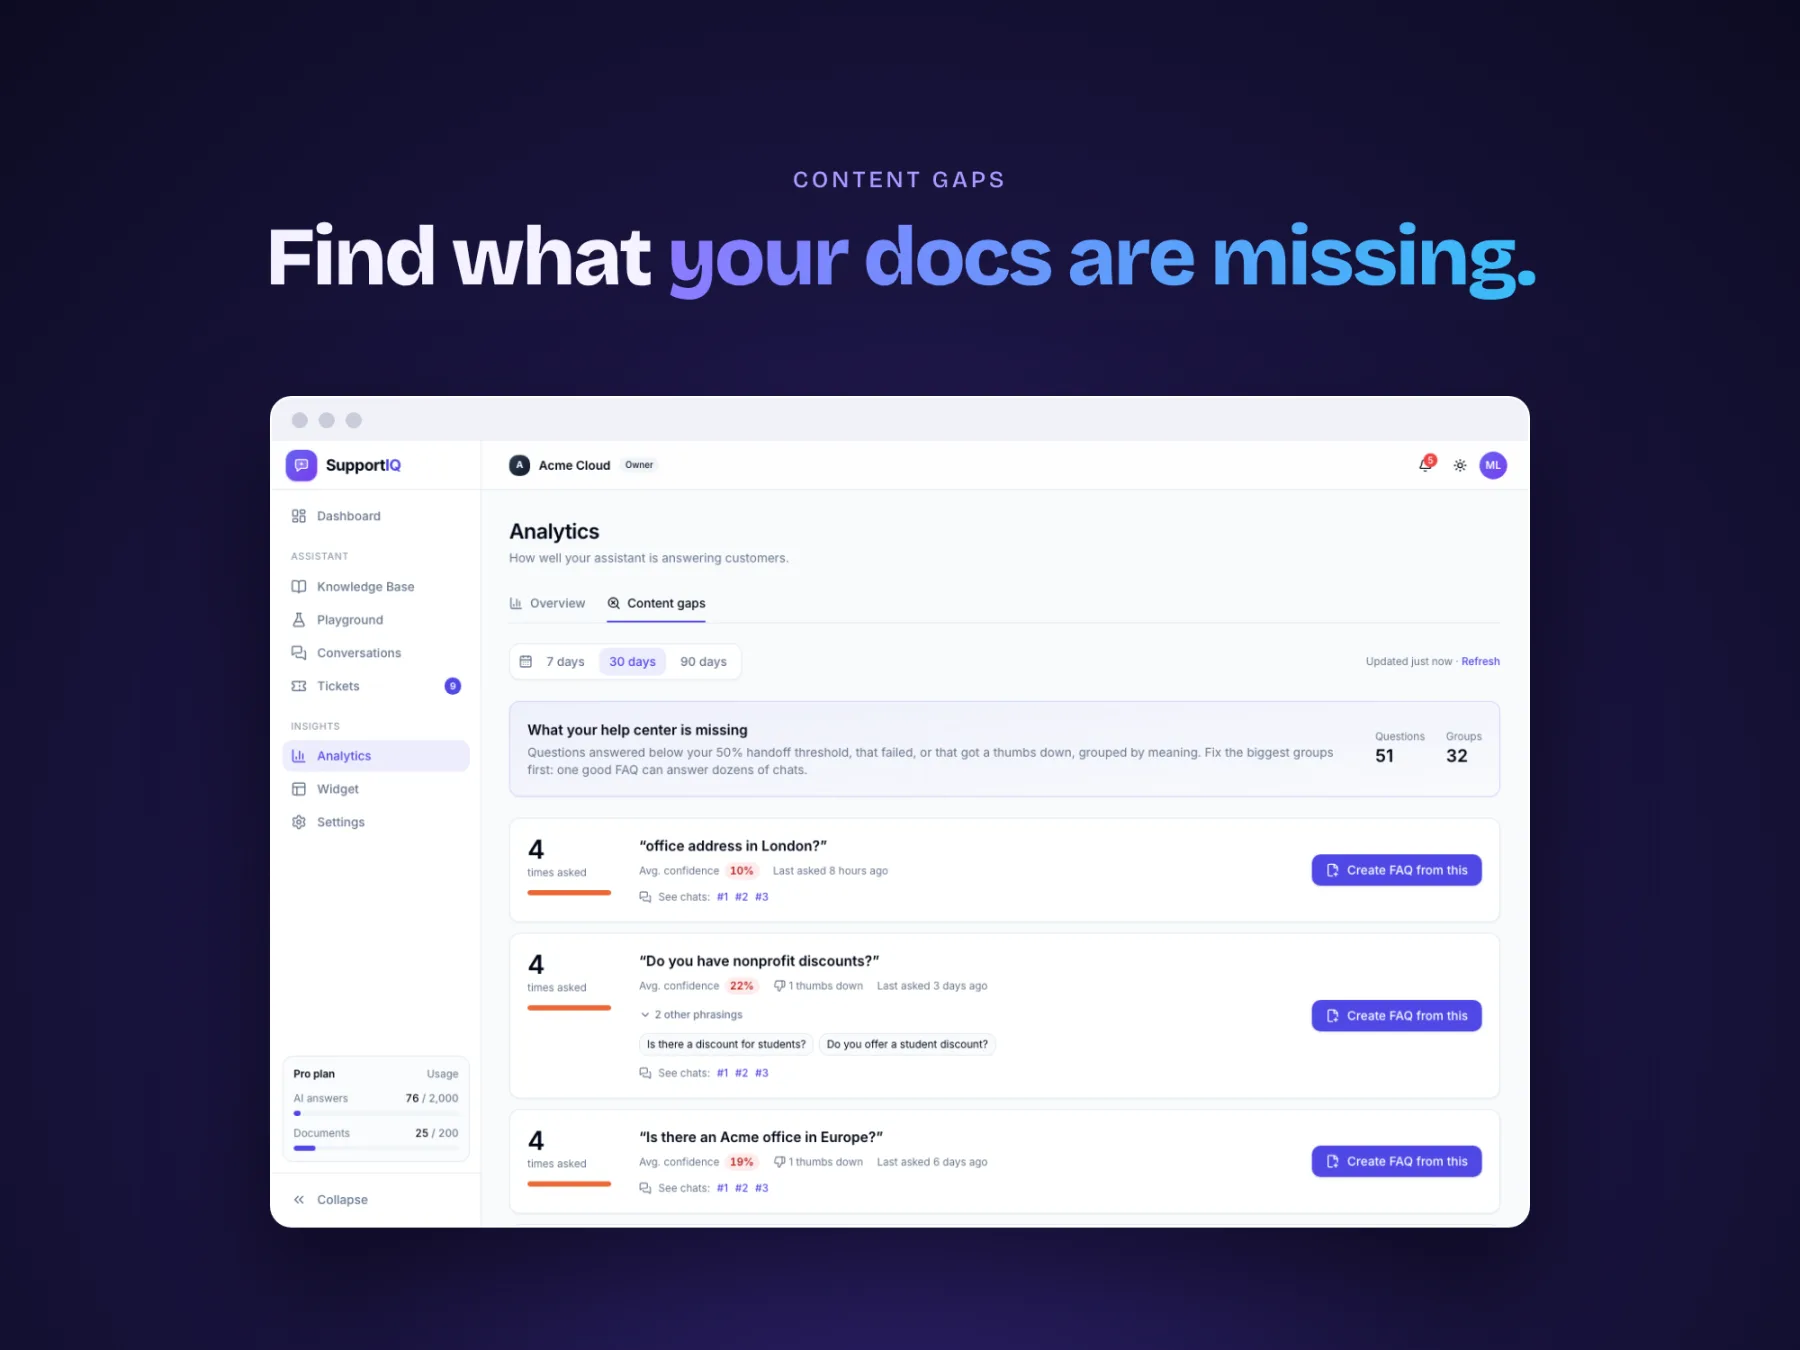 CONTENT GAPS
Find what your docs are missing.
SupportIQ
A Acme Cloud Owner
5
ML
Dashboard
ASSISTANT
Knowledge Base
Playground
Conversations
Tickets 9
INSIGHTS
Analytics
Widget
Settings
Pro plan Usage
AI answers 76 / 2,000
Documents 25 / 200
Collapse
Analytics
How well your assistant is answering customers.
Overview Content gaps
7 days 30 days 90 days
Updated just now · Refresh
What your help center is missing
Questions answered below your 50% handoff threshold, that failed, or that got a thumbs down, grouped by meaning. Fix the biggest groups
first: one good FAQ can answer dozens of chats.
Questions Groups
51 32
4
times asked
“office address in London?”
Avg. confidence 10% Last asked 8 hours ago
See chats: #1 #2 #3
Create FAQ from this
4
times asked
“Do you have nonprofit discounts?”
Avg. confidence 22% 1 thumbs down Last asked 3 days ago
2 other phrasings
Is there a discount for students? Do you offer a student discount?
See chats: #1 #2 #3
Create FAQ from this
4
times asked
“Is there an Acme office in Europe?”
Avg. confidence 19% 1 thumbs down Last asked 6 days ago
See chats: #1 #2 #3
Create FAQ from this